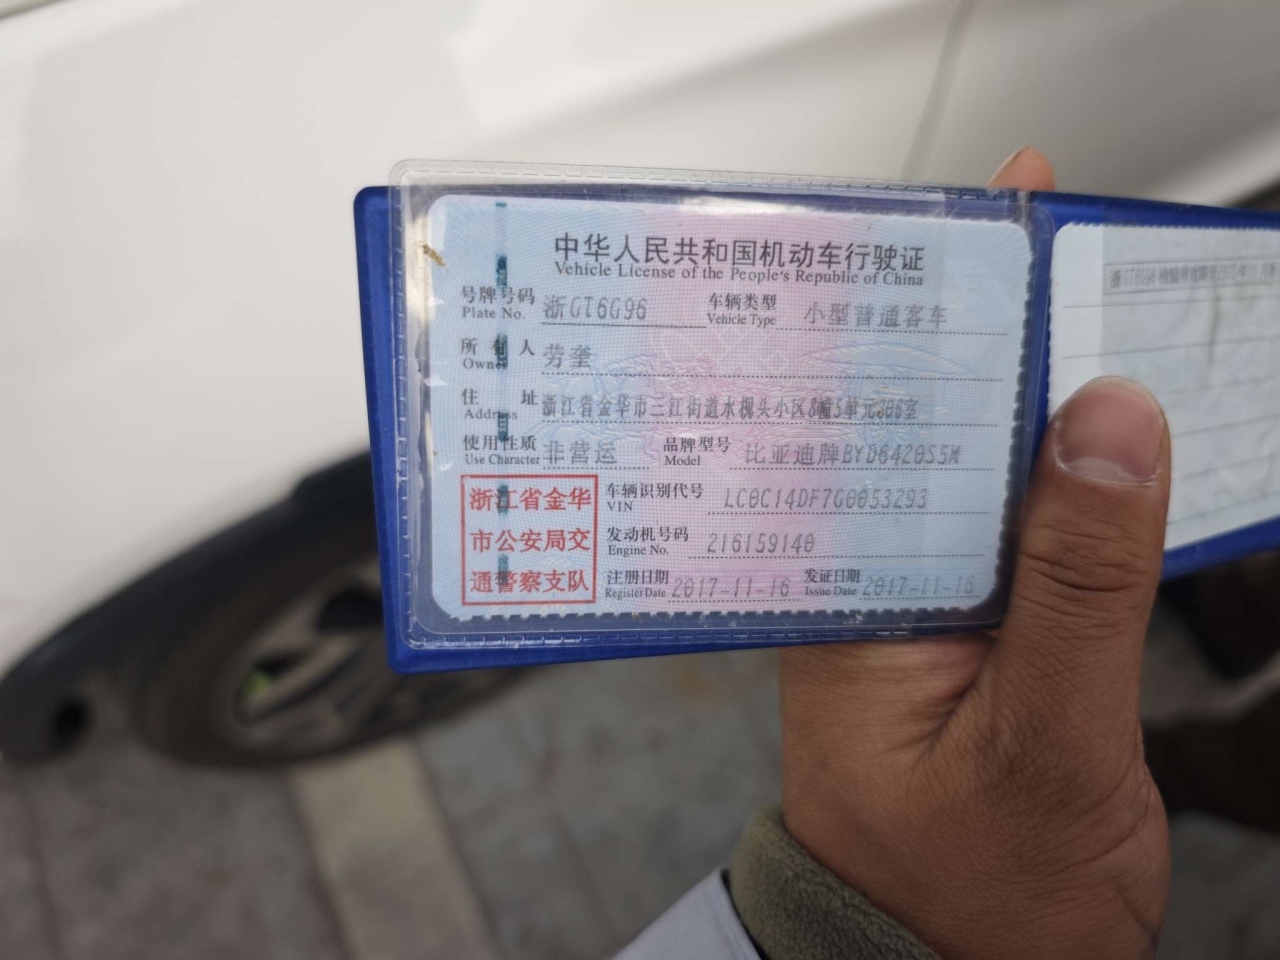 中华人民共和国机动车行驶证
Vehicle License of the People's Republic of China
号牌号码 浙GT6G96 车辆类型 小型普通客车
Plate No. Vehicle Type
所有人 劳奎
Owner
住址 浙江省金华市三江街道水枧头小区8幢5单元306室
Address
使用性质 非营运 品牌型号 比亚迪牌BYD6420S5M
Use Character Model
浙江省金华
市公安局交
通警察支队
车辆识别代号 LC0C14DF7G0053293
VIN
发动机号码 216159140
Engine No.
注册日期 2017-11-16 发证日期 2017-11-16
Register Date Issue Date